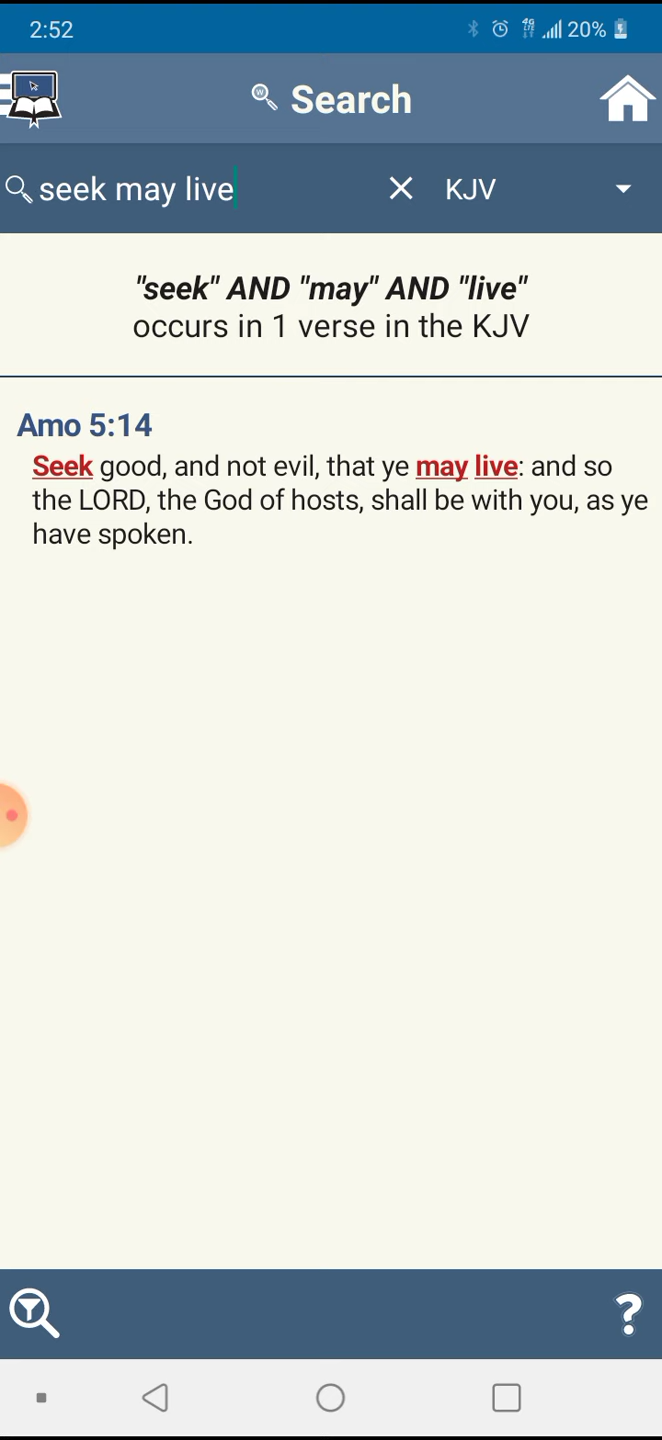 2:52
20%
Search
seek may live
KJV
"seek" AND "may" AND "live"
occurs in 1 verse in the KJV
Amo 5:14
Seek good, and not evil, that ye may live: and so
the LORD, the God of hosts, shall be with you, as ye
have spoken.
?